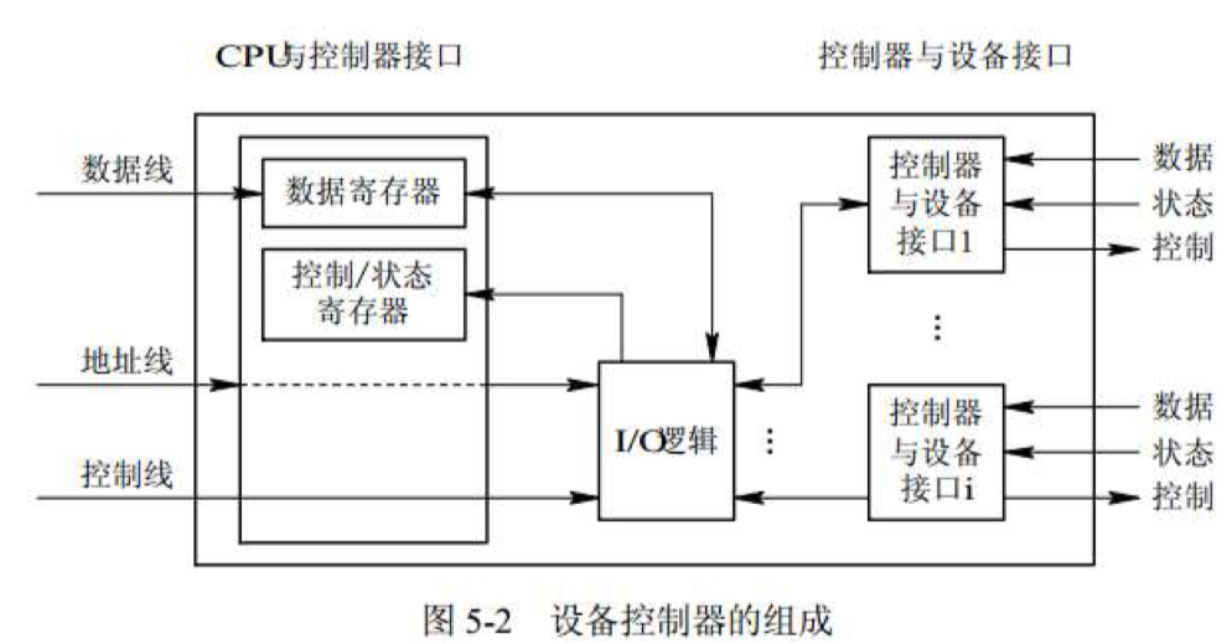 CPU与控制器接口
控制器与设备接口
数据线
数据寄存器
控制/状态
寄存器
地址线
控制线
I/O逻辑
⋮
控制器
与设备
接口1
数据
状态
控制
⋮
控制器
与设备
接口i
数据
状态
控制
图 5-2 设备控制器的组成